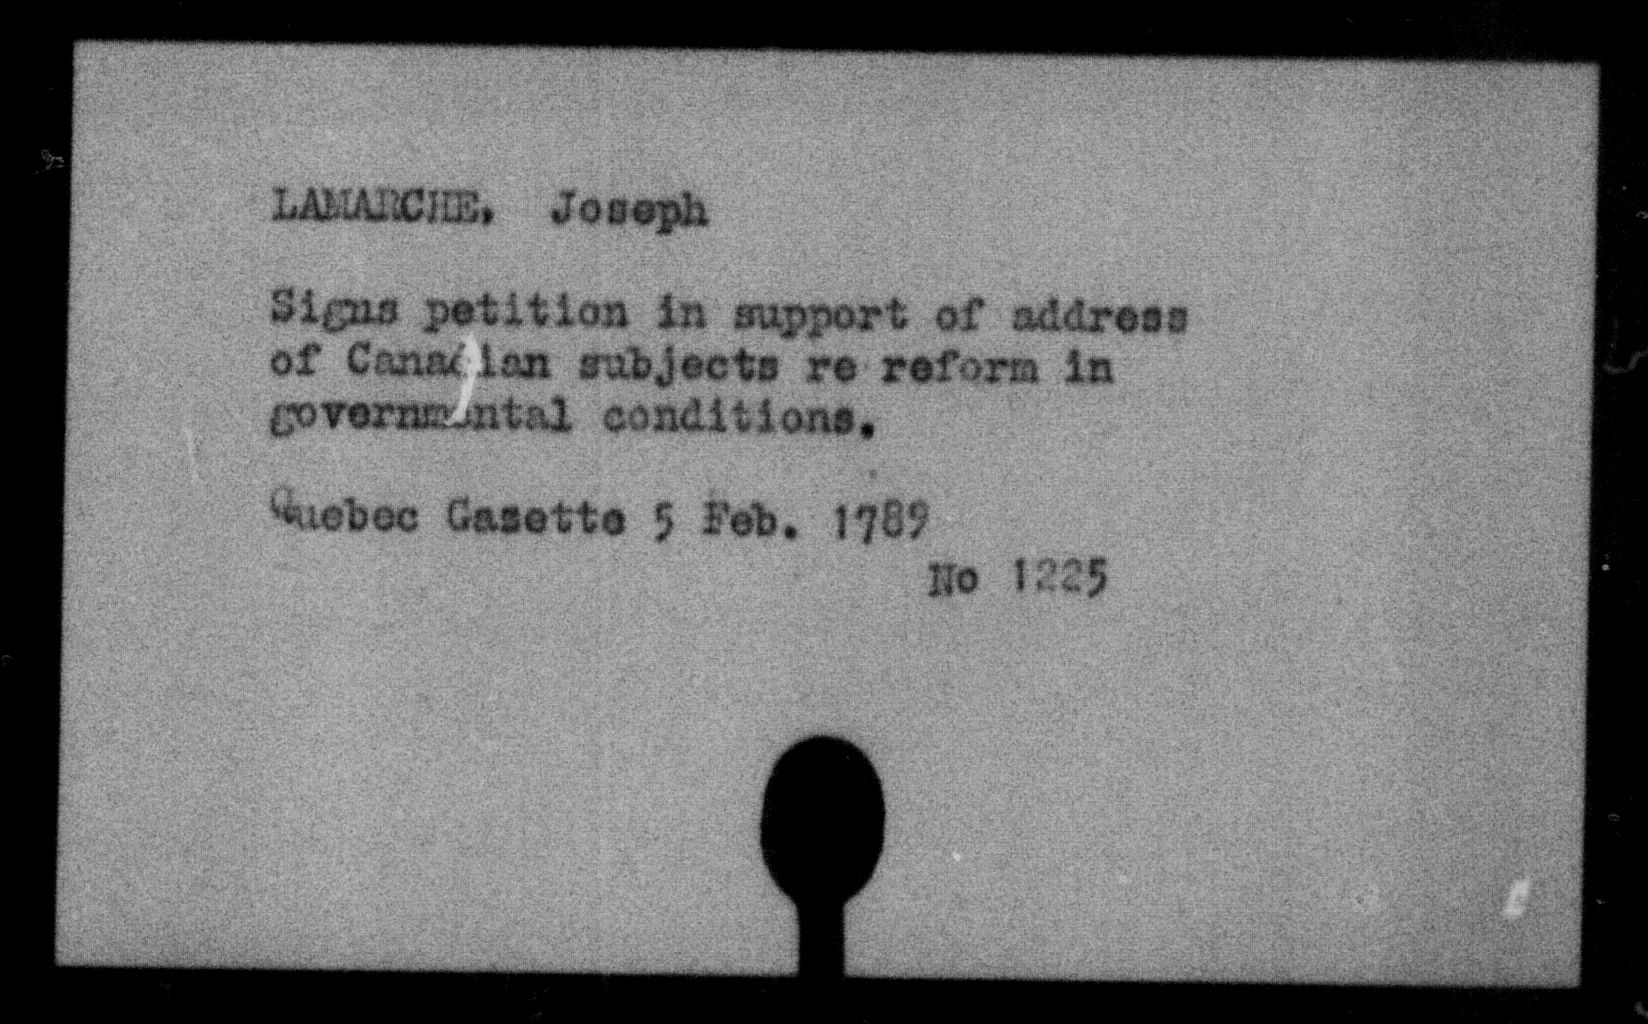 LAMARCHE, Joseph
Signs petition in support of address
of Canadian subjects re reform in
governmental conditions.
Quebec Gazette 5 Feb. 1789
No 1225